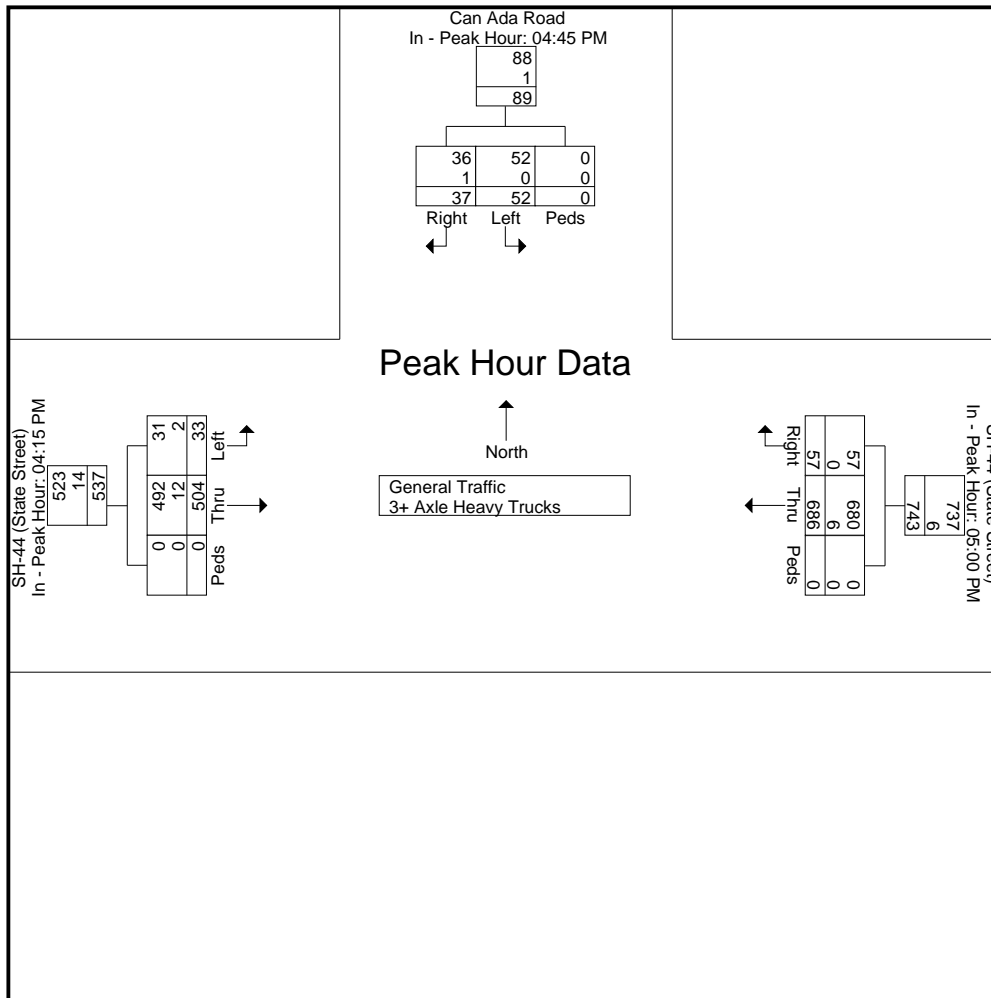 Can Ada Road
In - Peak Hour: 04:45 PM
88
1
89
36 52 0
1 0 0
37 52 0
Right Left Peds
Peak Hour Data
North
General Traffic
3+ Axle Heavy Trucks
SH-44 (State Street)
In - Peak Hour: 04:15 PM
523
14
537
31 2 33
Left
492 12 504
Thru
0 0 0
Peds
SH-44 (State Street)
In - Peak Hour: 05:00 PM
737
6
743
Right
57 0 57
Thru
686 6 680
Peds
0 0 0